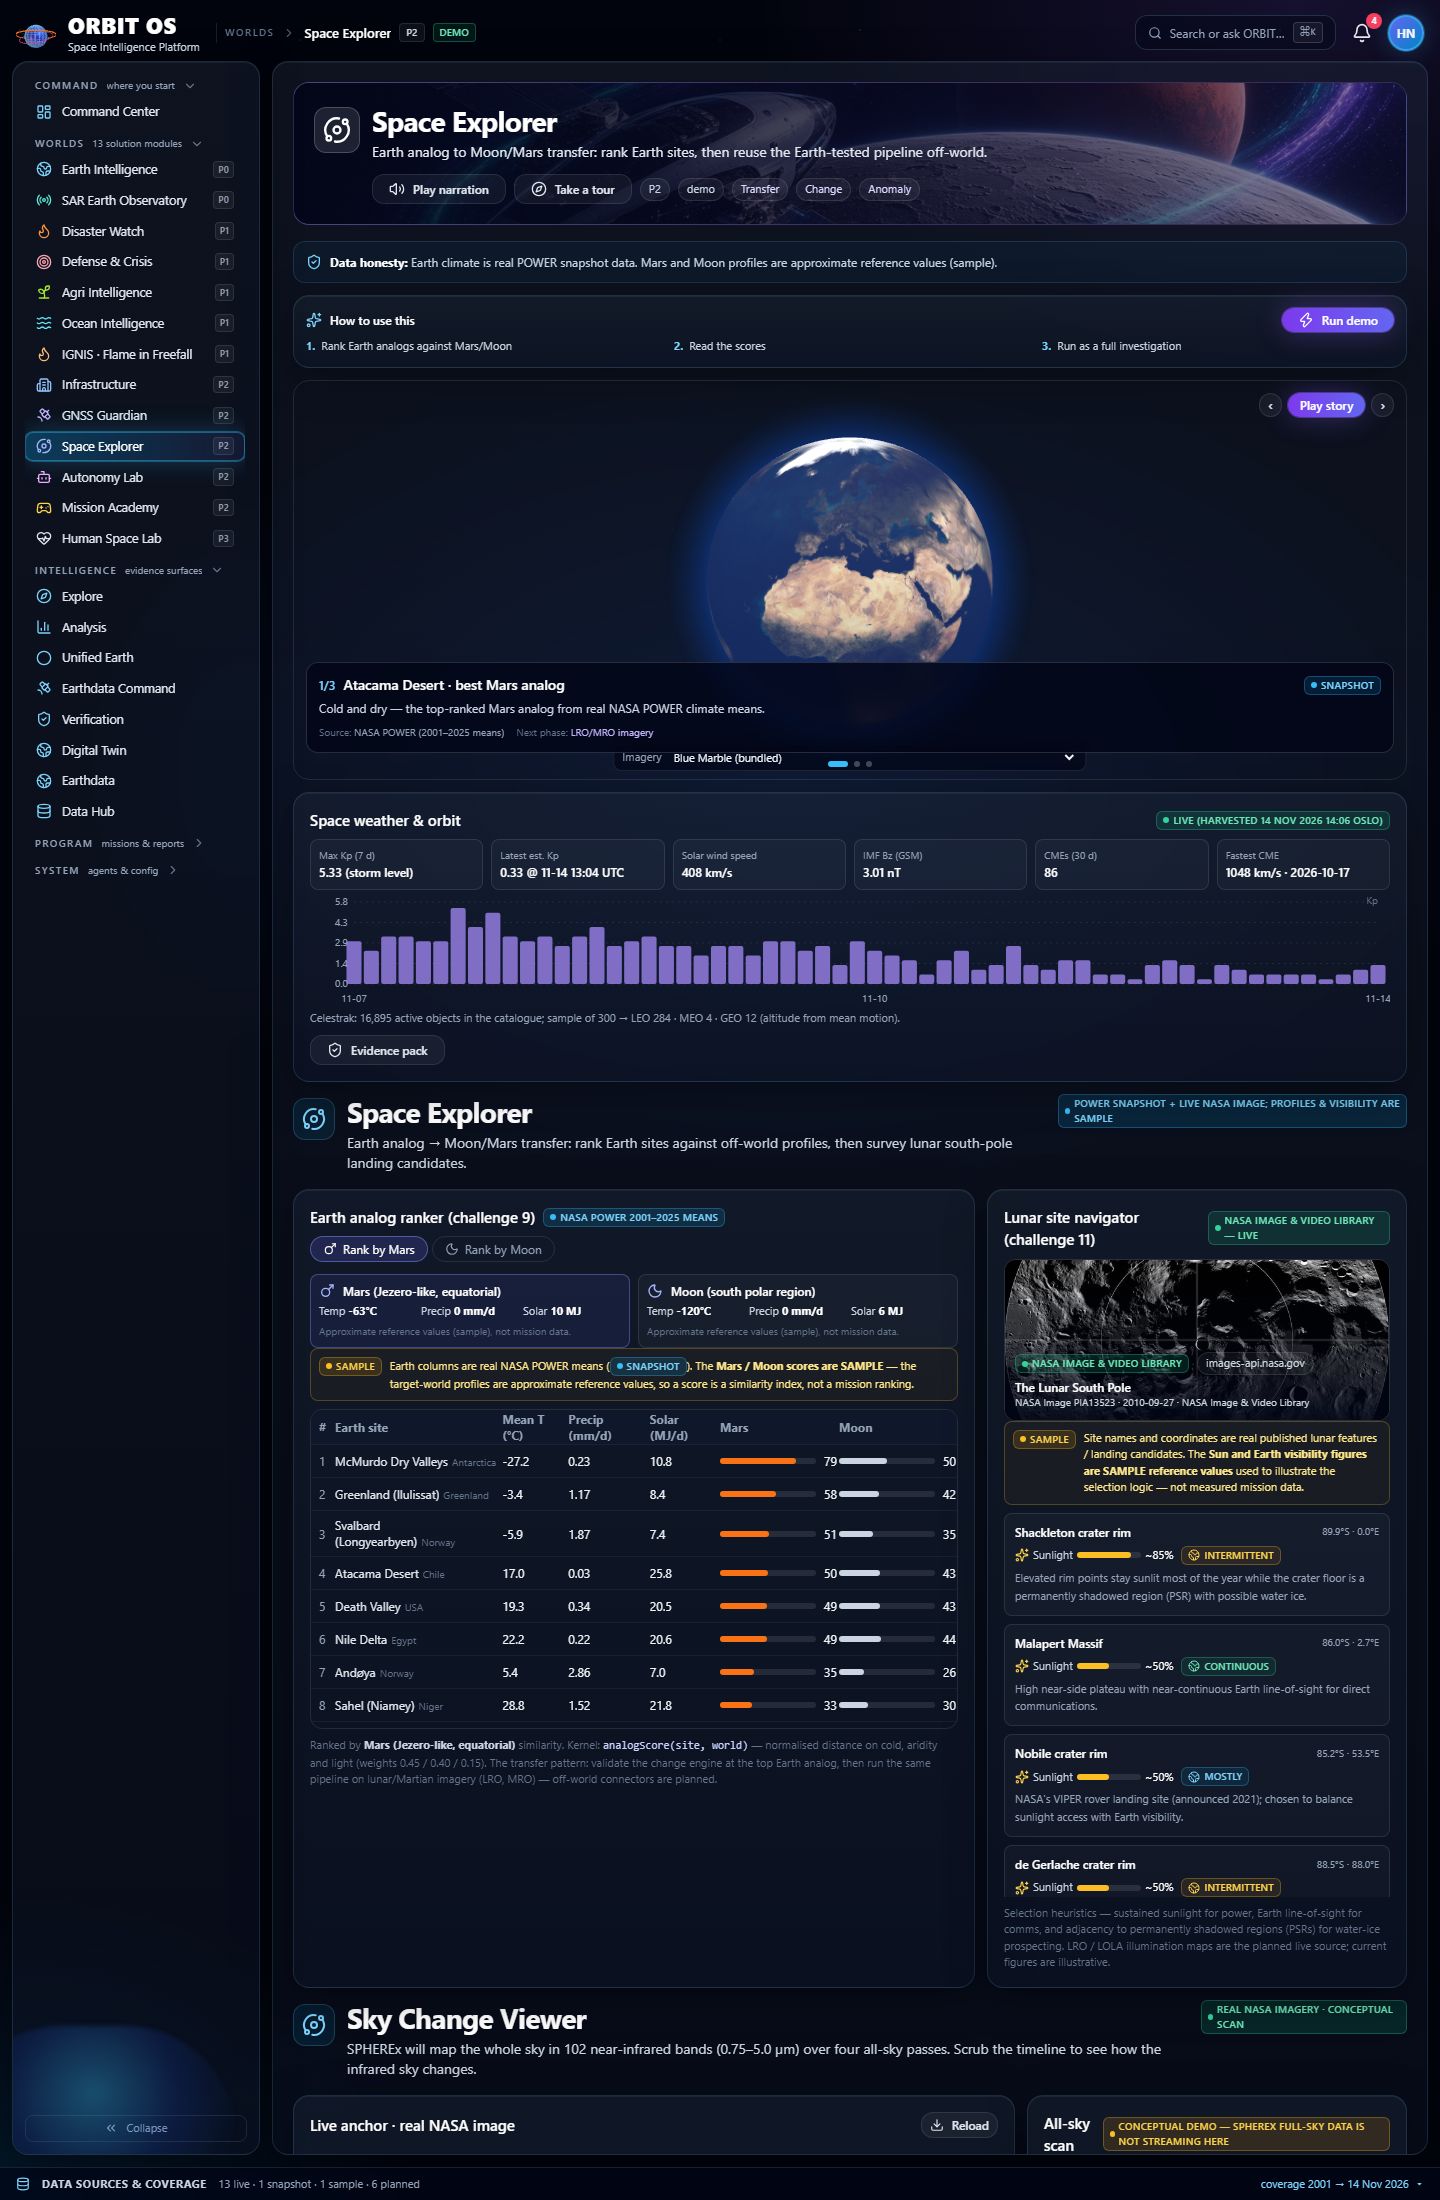 ORBIT OS
Space Intelligence Platform
WORLDS > Space Explorer P2 DEMO
Search or ask ORBIT... ⌘K
4
HN
COMMAND where you start
Command Center
WORLDS 13 solution modules
Earth Intelligence P0
SAR Earth Observatory P0
Disaster Watch P1
Defense & Crisis P1
Agri Intelligence P1
Ocean Intelligence P1
IGNIS · Flame in Freefall P1
Infrastructure P2
GNSS Guardian P2
Space Explorer P2
Autonomy Lab P2
Mission Academy P2
Human Space Lab P3
INTELLIGENCE evidence surfaces
Explore
Analysis
Unified Earth
Earthdata Command
Verification
Digital Twin
Earthdata
Data Hub
PROGRAM missions & reports
SYSTEM agents & config
Collapse
Space Explorer
Earth analog to Moon/Mars transfer: rank Earth sites, then reuse the Earth-tested pipeline off-world.
Play narration Take a tour P2 demo Transfer Change Anomaly
Data honesty: Earth climate is real POWER snapshot data. Mars and Moon profiles are approximate reference values (sample).
How to use this
Run demo
1. Rank Earth analogs against Mars/Moon 2. Read the scores 3. Run as a full investigation
‹ Play story ›
1/3 Atacama Desert · best Mars analog SNAPSHOT
Cold and dry — the top-ranked Mars analog from real NASA POWER climate means.
Source: NASA POWER (2001–2025 means) Next phase: LRO/MRO imagery
Imagery Blue Marble (bundled)
Space weather & orbit LIVE (HARVESTED 14 NOV 2026 14:06 OSLO)
Max Kp (7 d) Latest est. Kp Solar wind speed IMF Bz (GSM) CMEs (30 d) Fastest CME
5.33 (storm level) 0.33 @ 11-14 13:04 UTC 408 km/s 3.01 nT 86 1048 km/s · 2026-10-17
5.8 Kp
4.3
2.9
1.4
0.0
11-07 11-10 11-14
Celestrak: 16,895 active objects in the catalogue; sample of 300 → LEO 284 · MEO 4 · GEO 12 (altitude from mean motion).
Evidence pack
Space Explorer
Earth analog → Moon/Mars transfer: rank Earth sites against off-world profiles, then survey lunar south-pole
landing candidates.
POWER SNAPSHOT + LIVE NASA IMAGE; PROFILES & VISIBILITY ARE
SAMPLE
Earth analog ranker (challenge 9) NASA POWER 2001–2025 MEANS
Rank by Mars Rank by Moon
Mars (Jezero-like, equatorial)
Temp -63°C Precip 0 mm/d Solar 10 MJ
Approximate reference values (sample), not mission data.
Moon (south polar region)
Temp -120°C Precip 0 mm/d Solar 6 MJ
Approximate reference values (sample), not mission data.
SAMPLE Earth columns are real NASA POWER means ( SNAPSHOT ). The Mars / Moon scores are SAMPLE — the
target-world profiles are approximate reference values, so a score is a similarity index, not a mission ranking.
# Earth site Mean T (°C) Precip (mm/d) Solar (MJ/d) Mars Moon
1 McMurdo Dry Valleys Antarctica -27.2 0.23 10.8 79 50
2 Greenland (Ilulissat) Greenland -3.4 1.17 8.4 58 42
3 Svalbard (Longyearbyen) Norway -5.9 1.87 7.4 51 35
4 Atacama Desert Chile 17.0 0.03 25.8 50 43
5 Death Valley USA 19.3 0.34 20.5 49 43
6 Nile Delta Egypt 22.2 0.22 20.6 49 44
7 Andøya Norway 5.4 2.86 7.0 35 26
8 Sahel (Niamey) Niger 28.8 1.52 21.8 33 30
Ranked by Mars (Jezero-like, equatorial) similarity. Kernel: analogScore(site, world) — normalised distance on cold, aridity
and light (weights 0.45 / 0.40 / 0.15). The transfer pattern: validate the change engine at the top Earth analog, then run the same
pipeline on lunar/Martian imagery (LRO, MRO) — off-world connectors are planned.
Lunar site navigator
(challenge 11)
NASA IMAGE & VIDEO LIBRARY
— LIVE
NASA IMAGE & VIDEO LIBRARY images-api.nasa.gov
The Lunar South Pole
NASA Image PIA13523 · 2010-09-27 · NASA Image & Video Library
SAMPLE Site names and coordinates are real published lunar features
/ landing candidates. The Sun and Earth visibility figures
are SAMPLE reference values used to illustrate the
selection logic — not measured mission data.
Shackleton crater rim 89.9°S · 0.0°E
Sunlight ~85% INTERMITTENT
Elevated rim points stay sunlit most of the year while the crater floor is a
permanently shadowed region (PSR) with possible water ice.
Malapert Massif 86.0°S · 2.7°E
Sunlight ~50% CONTINUOUS
High near-side plateau with near-continuous Earth line-of-sight for direct
communications.
Nobile crater rim 85.2°S · 53.5°E
Sunlight ~50% MOSTLY
NASA's VIPER rover landing site (announced 2021); chosen to balance
sunlight access with Earth visibility.
de Gerlache crater rim 88.5°S · 88.0°E
Sunlight ~50% INTERMITTENT
Selection heuristics — sustained sunlight for power, Earth line-of-sight for
comms, and adjacency to permanently shadowed regions (PSRs) for water-ice
prospecting. LRO / LOLA illumination maps are the planned live source; current
figures are illustrative.
Sky Change Viewer
SPHEREx will map the whole sky in 102 near-infrared bands (0.75–5.0 µm) over four all-sky passes. Scrub the timeline to see how the
infrared sky changes.
REAL NASA IMAGERY · CONCEPTUAL
SCAN
Live anchor · real NASA image Reload
All-sky
scan
CONCEPTUAL DEMO — SPHEREX FULL-SKY DATA IS
NOT STREAMING HERE
DATA SOURCES & COVERAGE 13 live · 1 snapshot · 1 sample · 6 planned
coverage 2001 → 14 Nov 2026